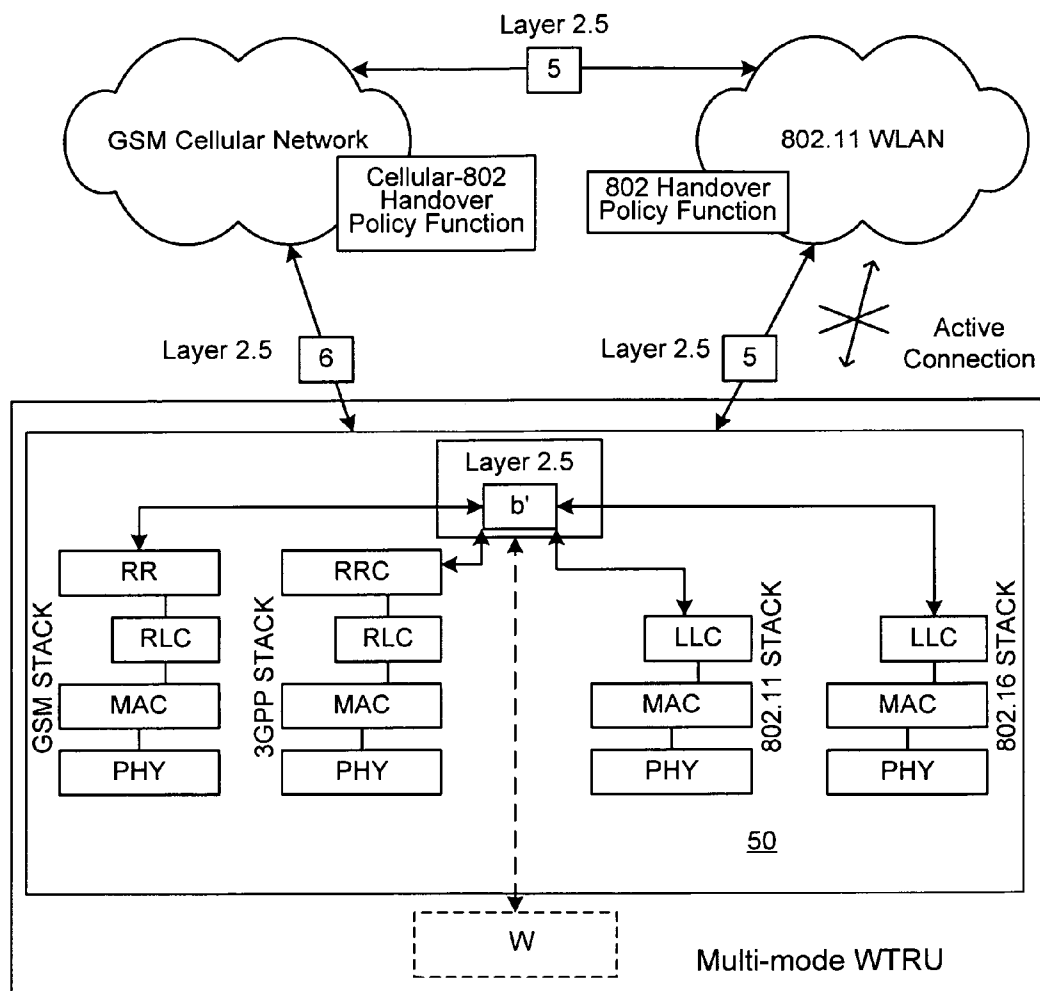 Layer 2.5
5
GSM Cellular Network
802.11 WLAN
Cellular-802
Handover
Policy Function
802 Handover
Policy Function
Layer 2.5
6
Layer 2.5
5
Active
Connection
Layer 2.5
b'
GSM STACK
RR
RLC
MAC
PHY
3GPP STACK
RRC
RLC
MAC
PHY
LLC
MAC
PHY
802.11 STACK
LLC
MAC
PHY
802.16 STACK
50
W
Multi-mode WTRU